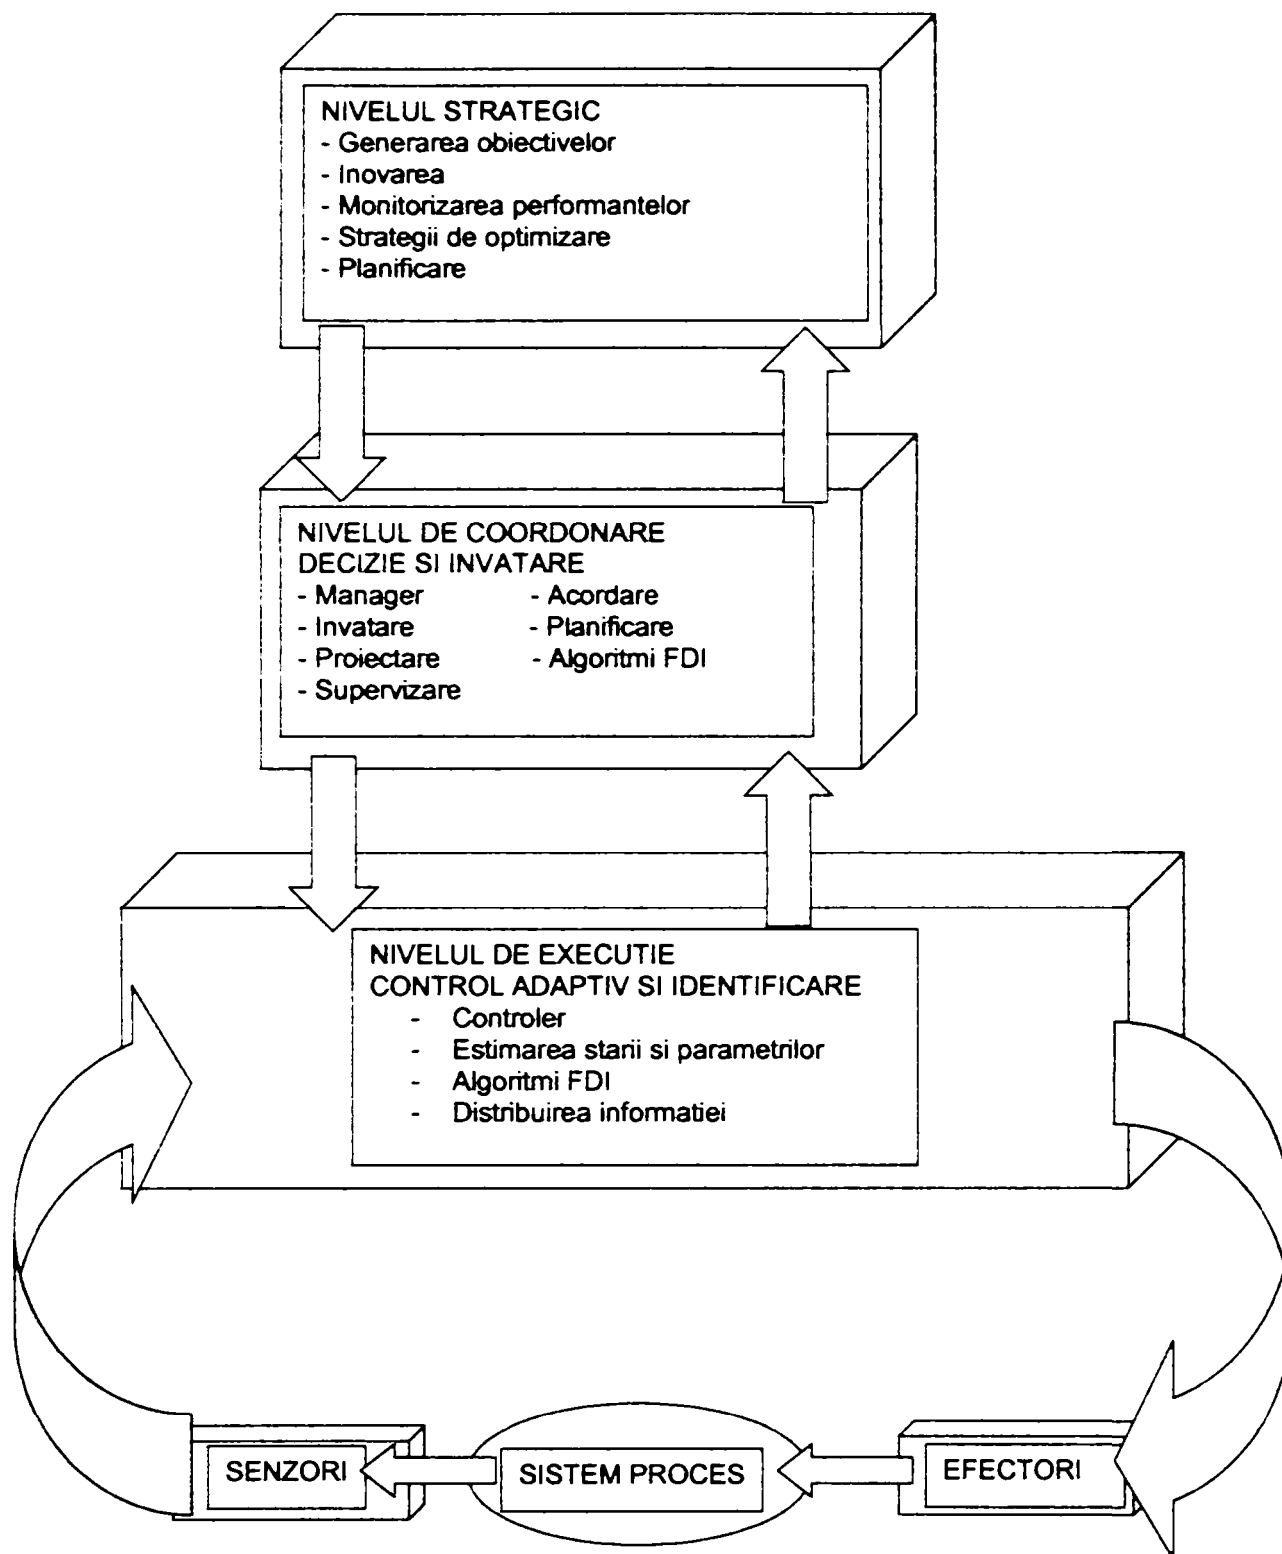 NIVELUL STRATEGIC
- Generarea obiectivelor
- Inovarea
- Monitorizarea performantelor
- Strategii de optimizare
- Planificare
NIVELUL DE COORDONARE
DECIZIE SI INVATARE
- Manager - Acordare
- Invatare - Planificare
- Proiectare - Algoritmi FDI
- Supervizare
NIVELUL DE EXECUTIE
CONTROL ADAPTIV SI IDENTIFICARE
- Controler
- Estimarea starii si parametrilor
- Algoritmi FDI
- Distribuirea informatiei
SENZORI SISTEM PROCES EFECTORI